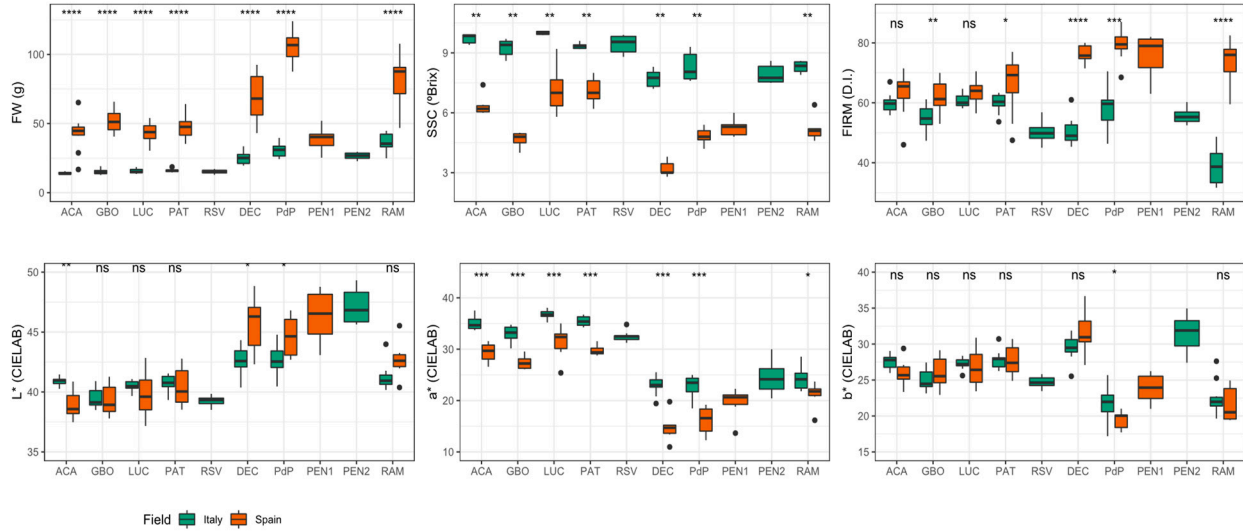 **** **** **** **** **** **** ****
FW (g)
100
50
0
ACA GBO LUC PAT RSV DEC PdP PEN1 PEN2 RAM
** ** ** ** ** ** **
SSC (ºBrix)
9
6
3
ACA GBO LUC PAT RSV DEC PdP PEN1 PEN2 RAM
ns ** ns * **** *** ****
FIRM (D.I.)
80
60
40
ACA GBO LUC PAT RSV DEC PdP PEN1 PEN2 RAM
** ns ns ns * * ns
L* (CIELAB)
50
45
40
35
ACA GBO LUC PAT RSV DEC PdP PEN1 PEN2 RAM
*** *** *** *** *** *** *
a* (CIELAB)
40
30
20
10
ACA GBO LUC PAT RSV DEC PdP PEN1 PEN2 RAM
ns ns ns ns ns * ns
b* (CIELAB)
40
35
30
25
20
15
ACA GBO LUC PAT RSV DEC PdP PEN1 PEN2 RAM
Field Italy Spain